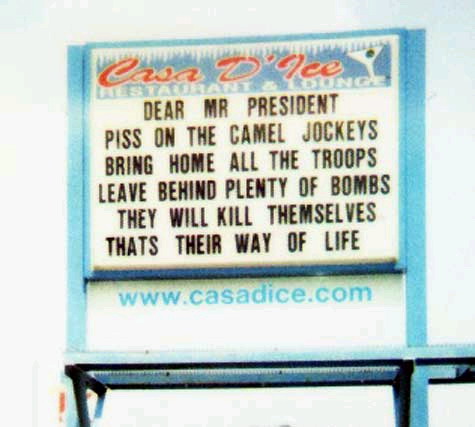 Casa D'Ice
RESTAURANT & LOUNGE
DEAR MR PRESIDENT
PISS ON THE CAMEL JOCKEYS
BRING HOME ALL THE TROOPS
LEAVE BEHIND PLENTY OF BOMBS
THEY WILL KILL THEMSELVES
THATS THEIR WAY OF LIFE
www.casadice.com